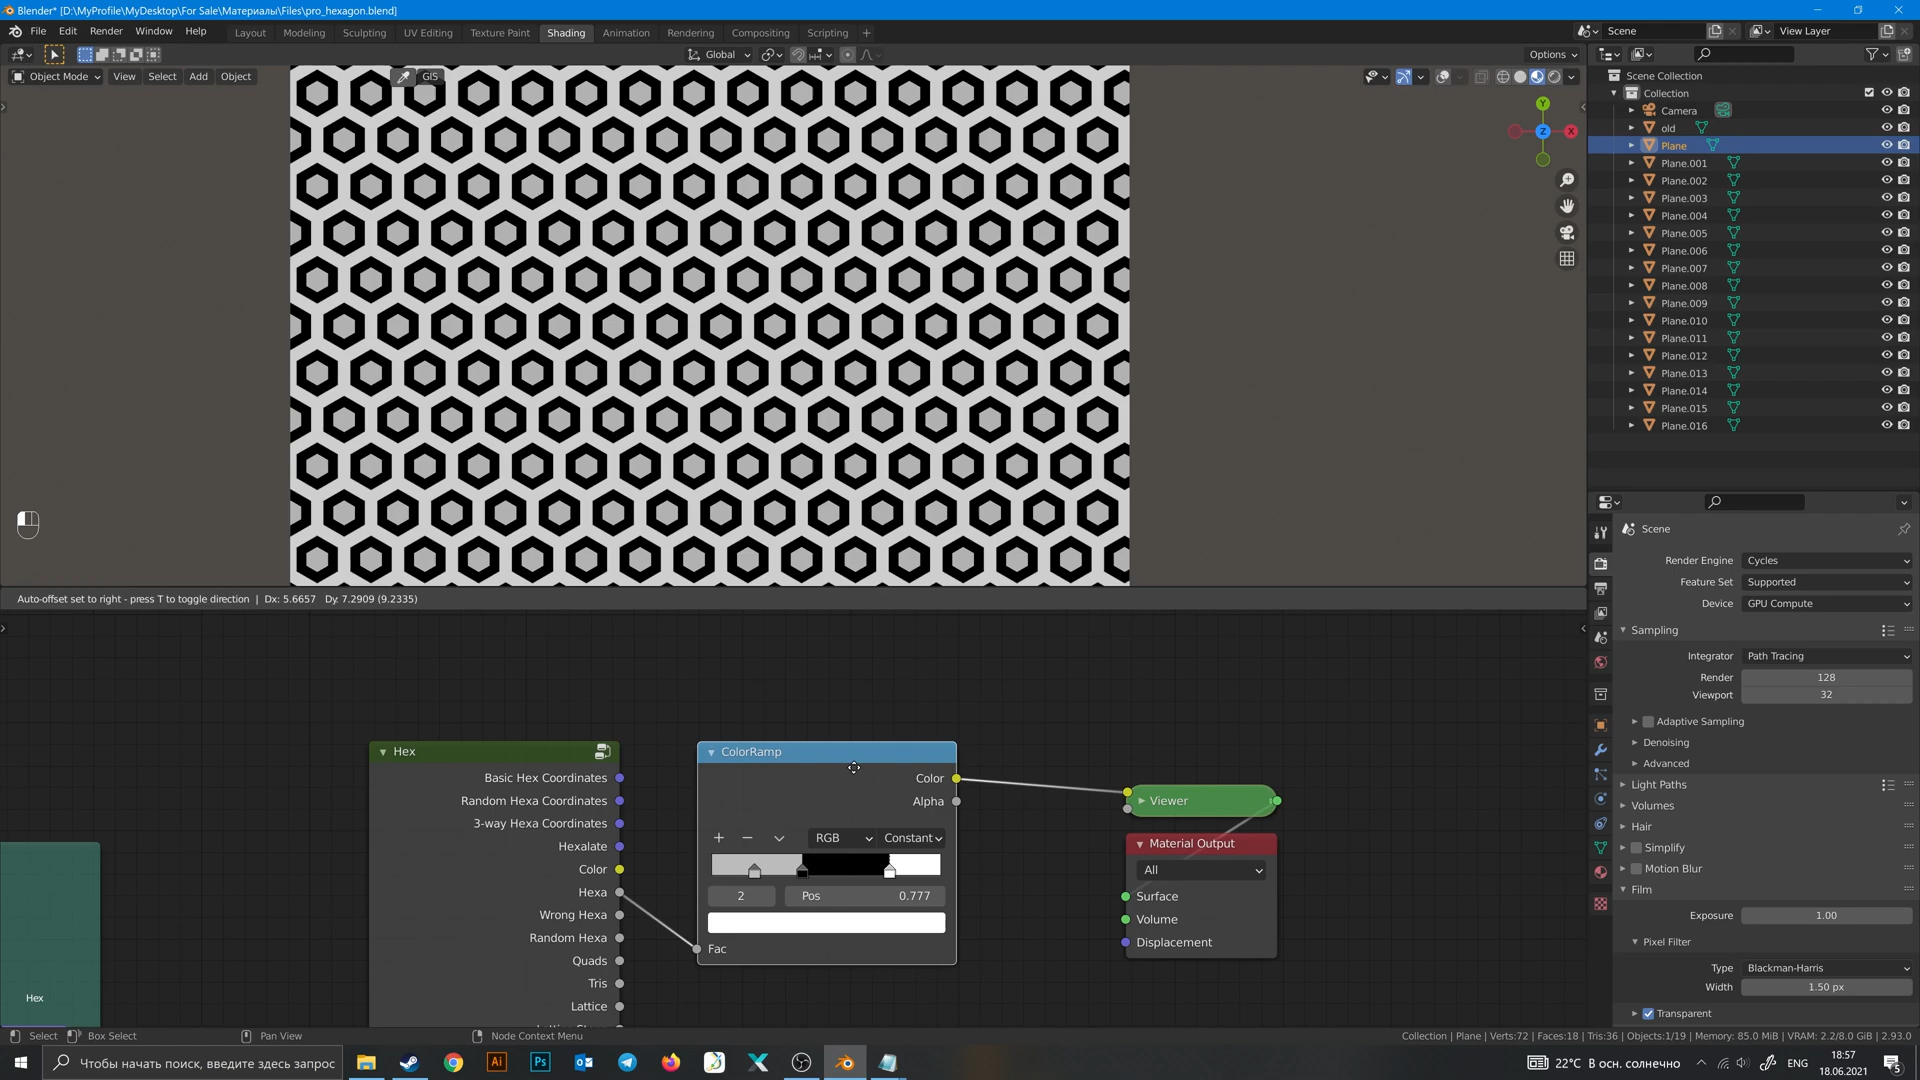 Blender* [D:\MyProfile\MyDesktop\For Sale\Материалы\Files\pro_hexagon.blend]
File Edit Render Window Help Layout Modeling Sculpting UV Editing Texture Paint Shading Animation Rendering Compositing Scripting + Scene View Layer
Global Options
Object Mode View Select Add Object GIS
Y
Z X
Scene Collection
Collection
Camera
old
Plane
Plane.001
Plane.002
Plane.003
Plane.004
Plane.005
Plane.006
Plane.007
Plane.008
Plane.009
Plane.010
Plane.011
Plane.012
Plane.013
Plane.014
Plane.015
Plane.016
Scene
Render Engine Cycles
Feature Set Supported
Device GPU Compute
Sampling
Integrator Path Tracing
Render 128
Viewport 32
Adaptive Sampling
Denoising
Advanced
Light Paths
Volumes
Hair
Simplify
Motion Blur
Film
Exposure 1.00
Pixel Filter
Type Blackman-Harris
Width 1.50 px
Transparent
Auto-offset set to right - press T to toggle direction | Dx: 5.6657 Dy: 7.2909 (9.2335)
Hex
Basic Hex Coordinates
Random Hexa Coordinates
3-way Hexa Coordinates
Hexalate
Color
Hexa
Wrong Hexa
Random Hexa
Quads
Tris
Lattice
ColorRamp
Color
Alpha
+ − RGB Constant
2 Pos 0.777
Fac
Viewer
Material Output
All
Surface
Volume
Displacement
Hex
Select Box Select Pan View Node Context Menu Collection | Plane | Verts:72 | Faces:18 | Tris:36 | Objects:1/19 | Memory: 85.0 MiB | VRAM: 2.2/8.0 GiB | 2.93.0
Чтобы начать поиск, введите здесь запрос
Ai Ps
22°C В осн. солнечно ENG 18:57
18.06.2021 5